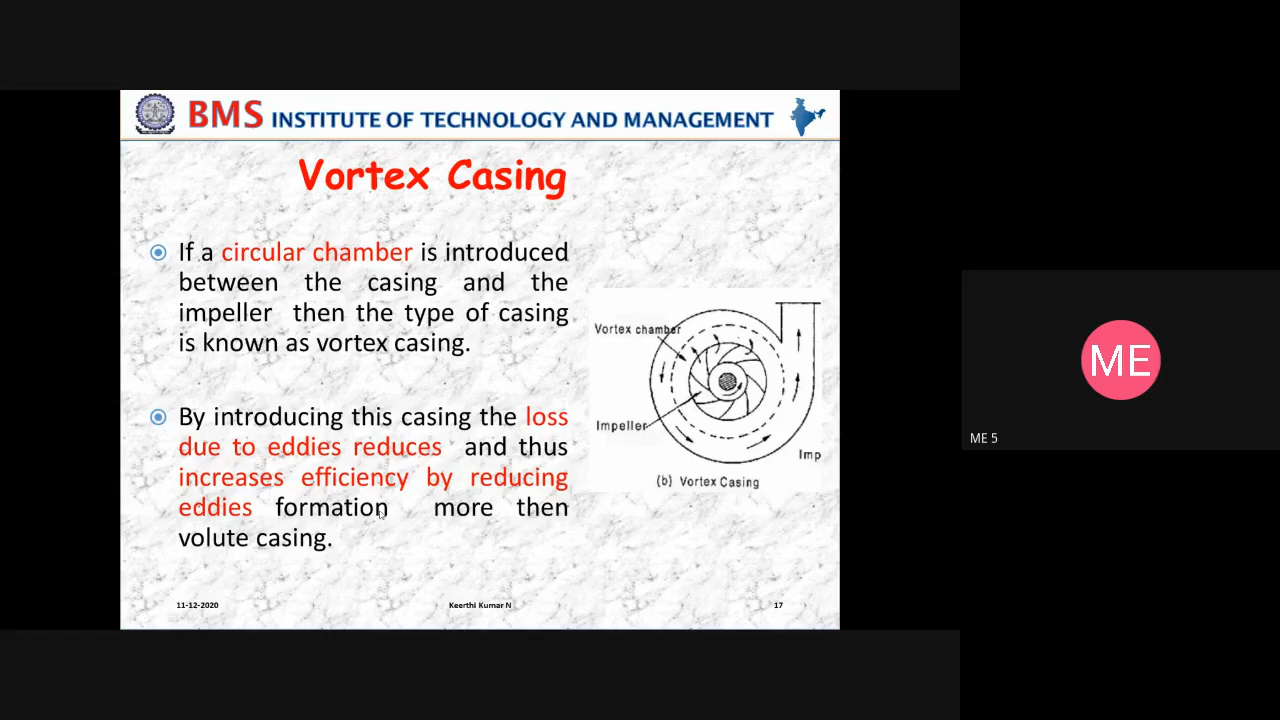 BMS INSTITUTE OF TECHNOLOGY AND MANAGEMENT
Vortex Casing
If a circular chamber is introduced
between the casing and the
impeller then the type of casing
is known as vortex casing.
By introducing this casing the loss
due to eddies reduces and thus
increases efficiency by reducing
eddies formation more then
volute casing.
Vortex chamber
Impeller
Imp
(b) Vortex Casing
11-12-2020
Keerthi Kumar N
17
ME
ME 5